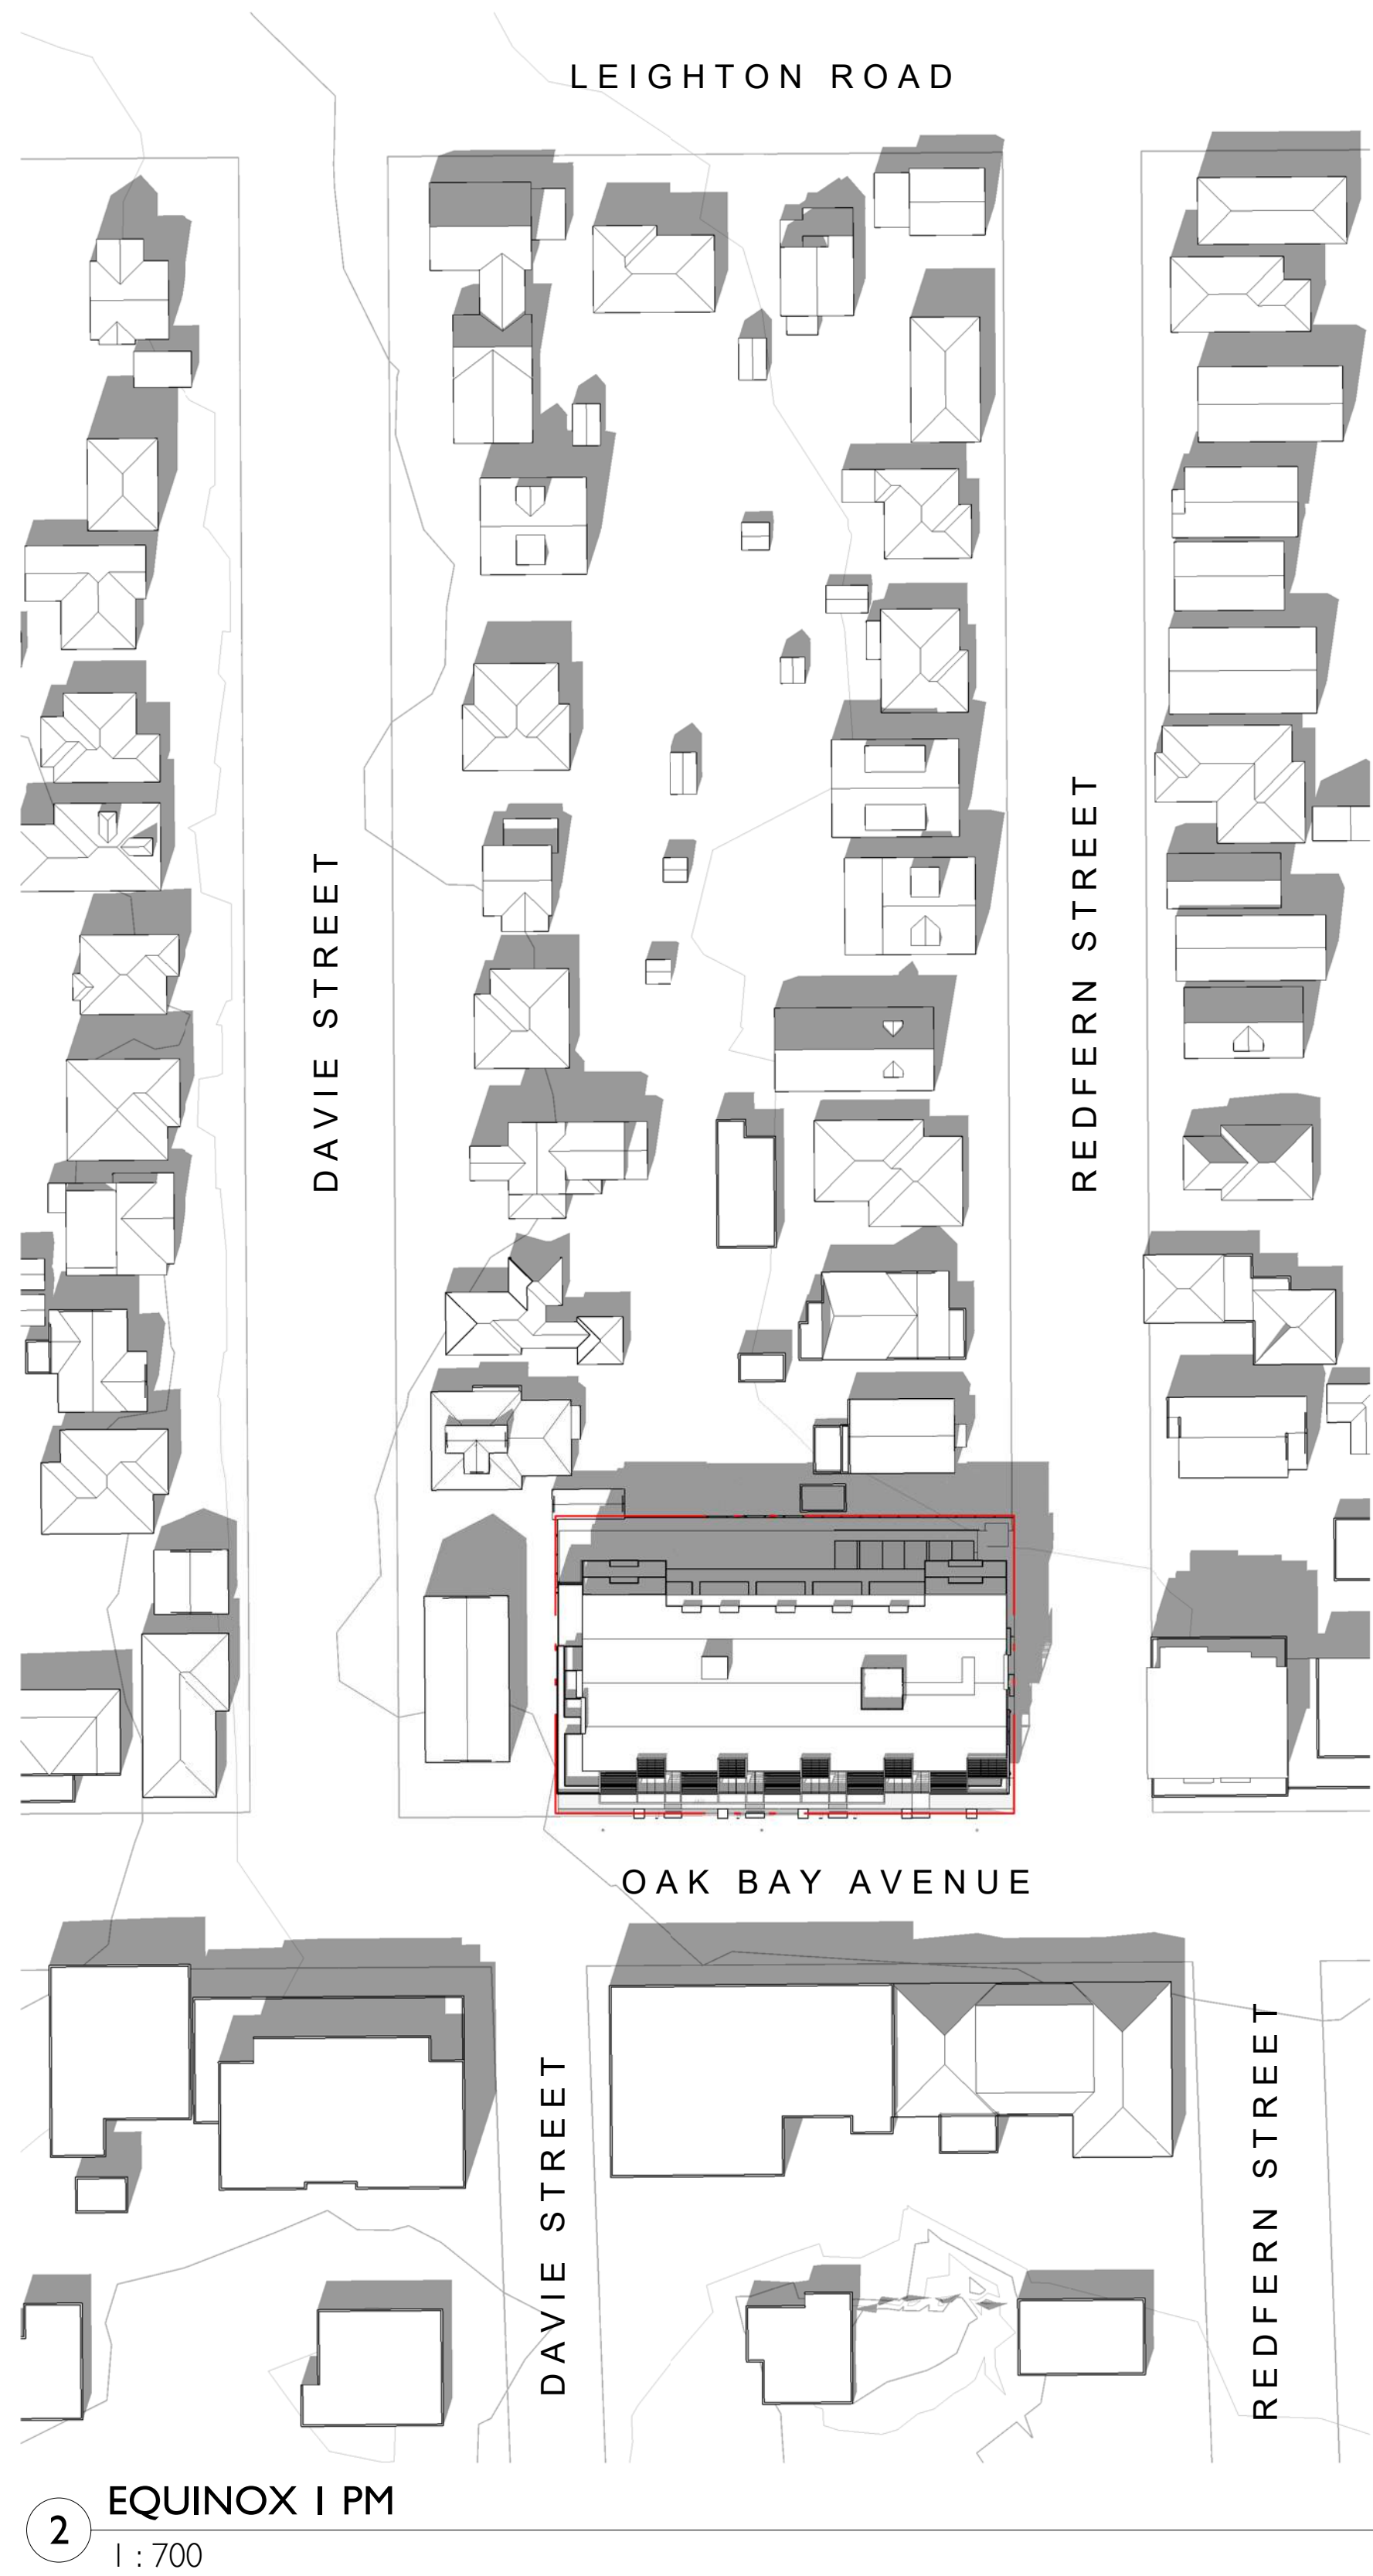 LEIGHTON ROAD
DAVIE STREET
REDFERN STREET
OAK BAY AVENUE
DAVIE STREET
REDFERN STREET
2
EQUINOX 1 PM
1 : 700